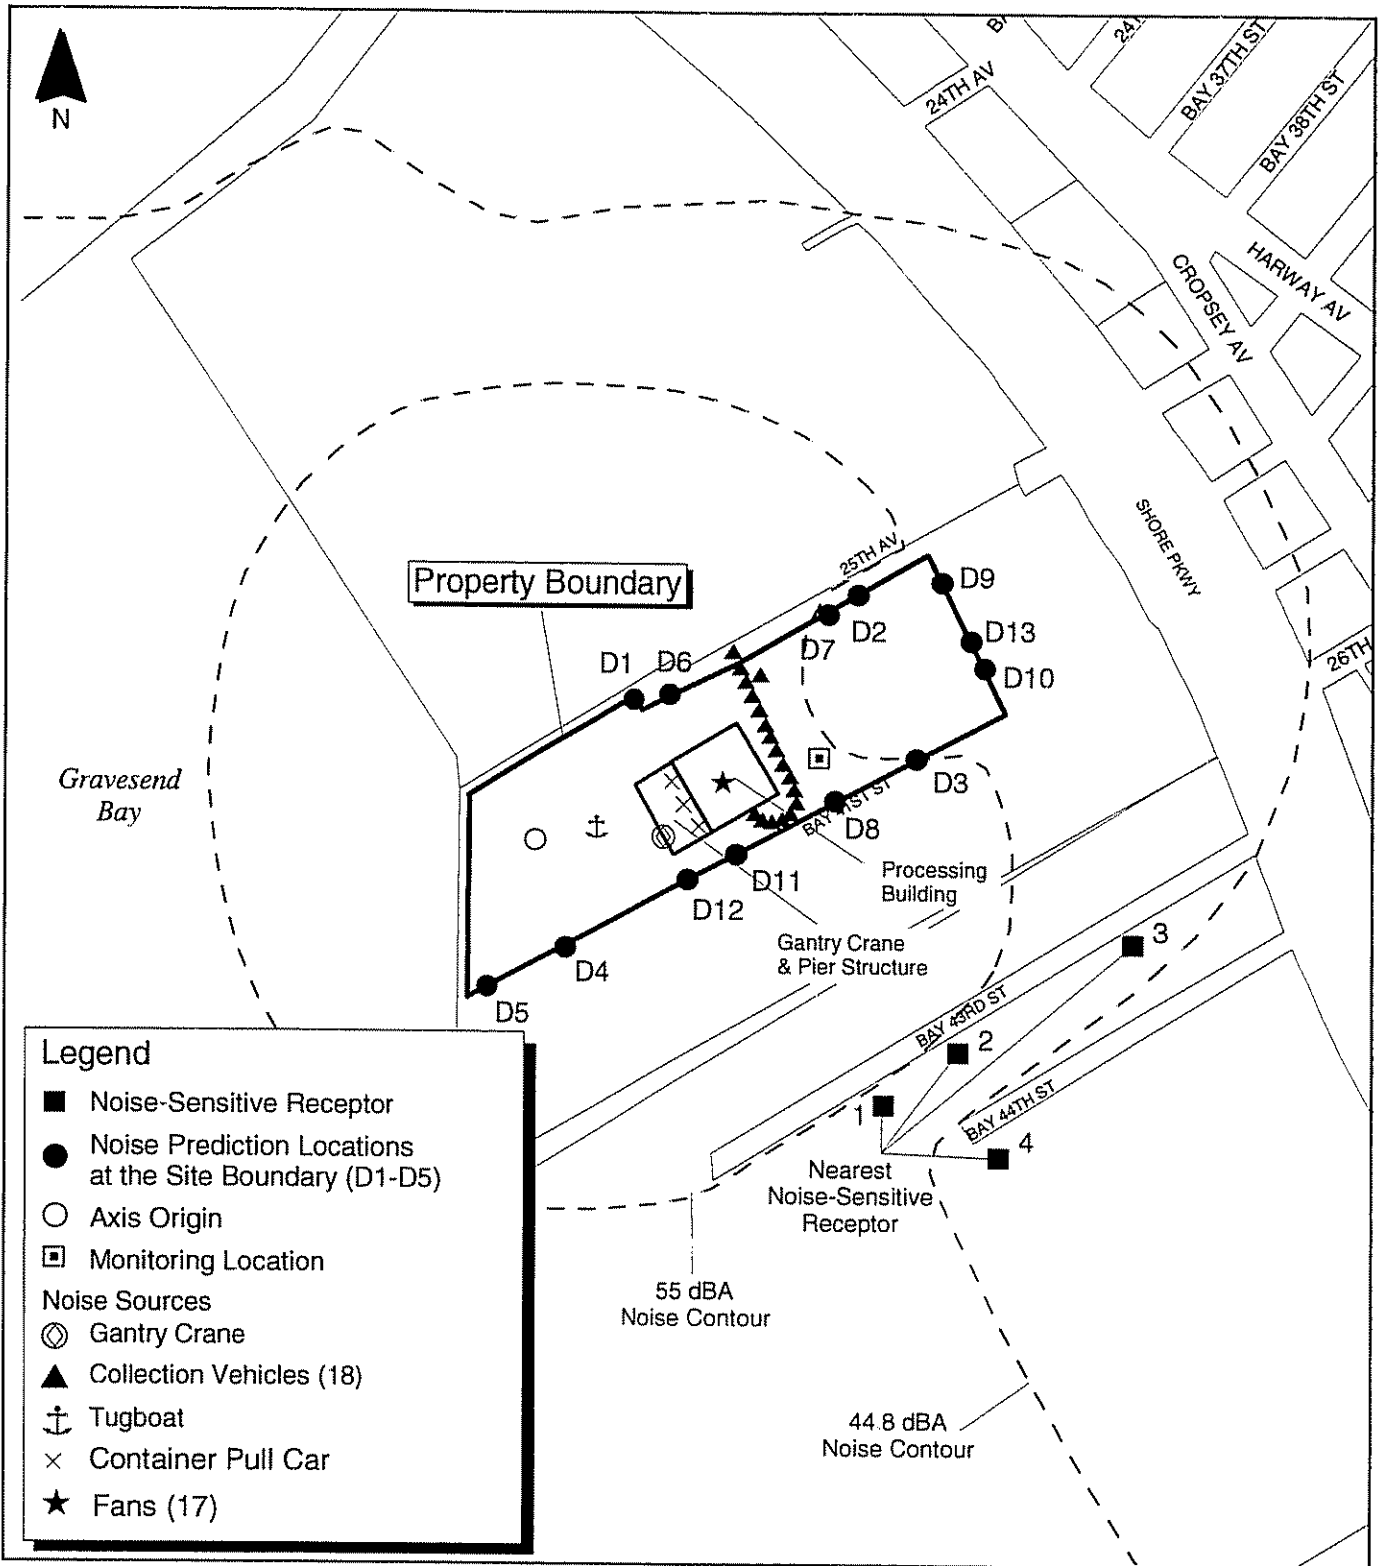 N
24TH AV
BAY 37TH ST
BAY 38TH ST
HARWAY AV
CROPSEY AV
SHORE PKWY
26TH
25TH AV
Property Boundary
D9
D2
D7
D13
D10
D1
D6
Gravesend
Bay
D3
D8
D11
D12
D4
D5
Processing
Building
Gantry Crane
& Pier Structure
3
BAY 43RD ST
2
1
BAY 44TH ST
4
Nearest
Noise-Sensitive
Receptor
55 dBA
Noise Contour
44.8 dBA
Noise Contour
Legend
Noise-Sensitive Receptor
Noise Prediction Locations
at the Site Boundary (D1-D5)
Axis Origin
Monitoring Location
Noise Sources
Gantry Crane
Collection Vehicles (18)
Tugboat
Container Pull Car
Fans (17)